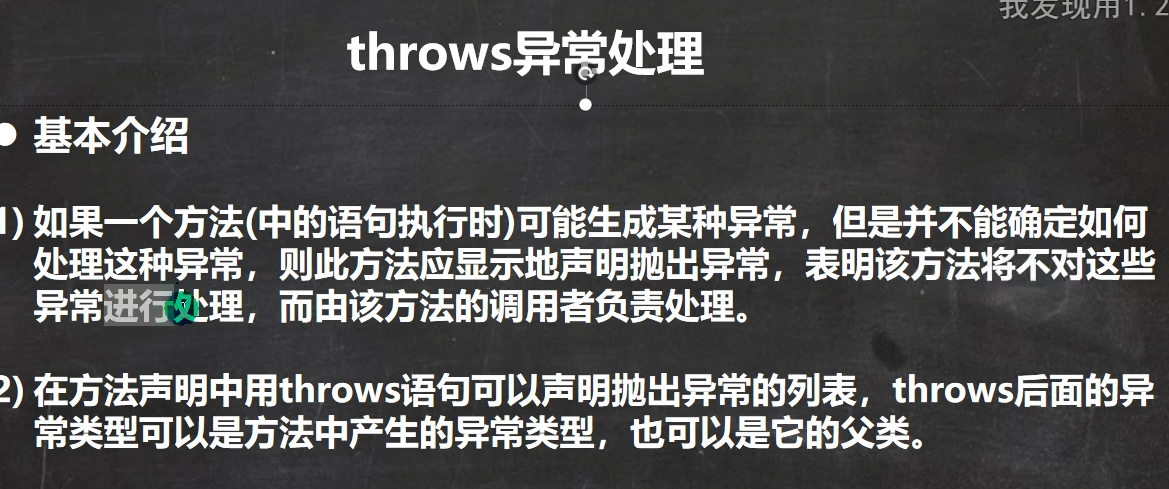 我发现用1.2
throws异常处理
基本介绍
1) 如果一个方法(中的语句执行时)可能生成某种异常，但是并不能确定如何
处理这种异常，则此方法应显示地声明抛出异常，表明该方法将不对这些
异常进行处理，而由该方法的调用者负责处理。
2) 在方法声明中用throws语句可以声明抛出异常的列表，throws后面的异
常类型可以是方法中产生的异常类型，也可以是它的父类。